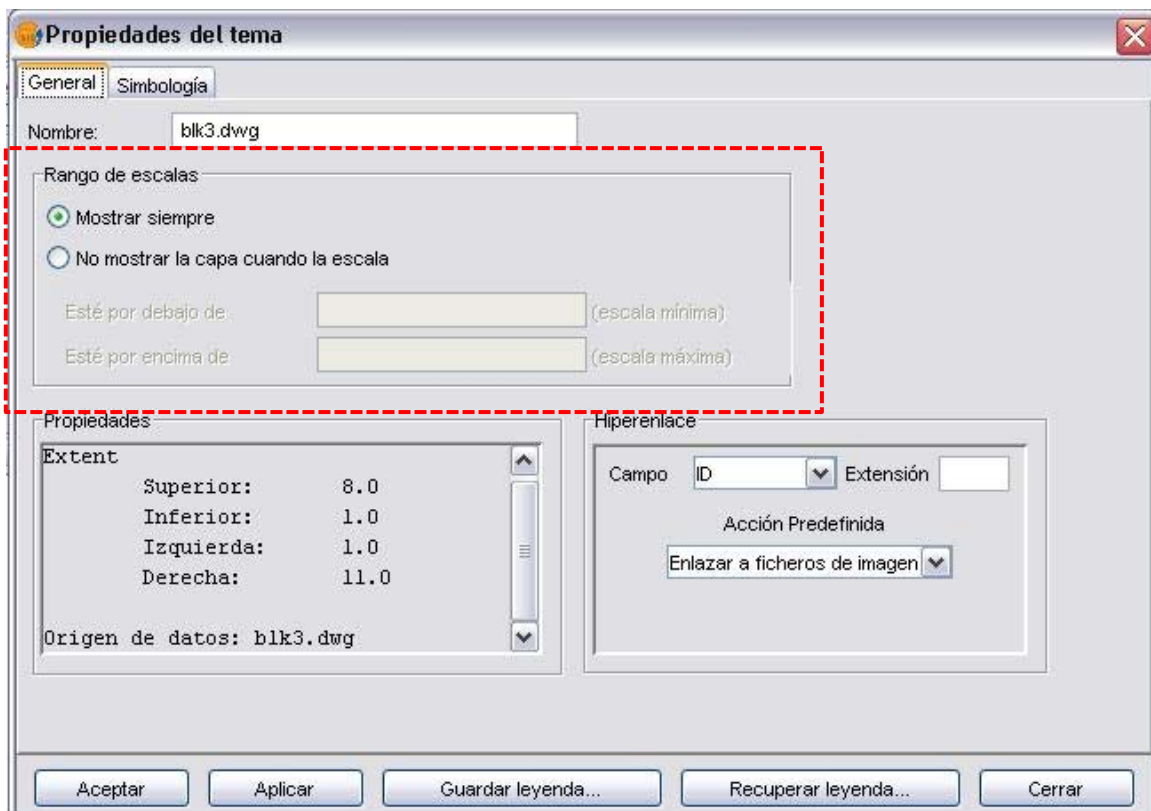 Propiedades del tema
General Simbología
Nombre: blk3.dwg
Rango de escalas
Mostrar siempre
No mostrar la capa cuando la escala
Esté por debajo de (escala mínima)
Esté por encima de (escala máxima)
Propiedades
Extent
Superior: 8.0
Inferior: 1.0
Izquierda: 1.0
Derecha: 11.0
Origen de datos: blk3.dwg
Hiperenlace
Campo ID Extensión
Acción Predefinida
Enlazar a ficheros de imagen
Aceptar Aplicar Guardar leyenda... Recuperar leyenda... Cerrar